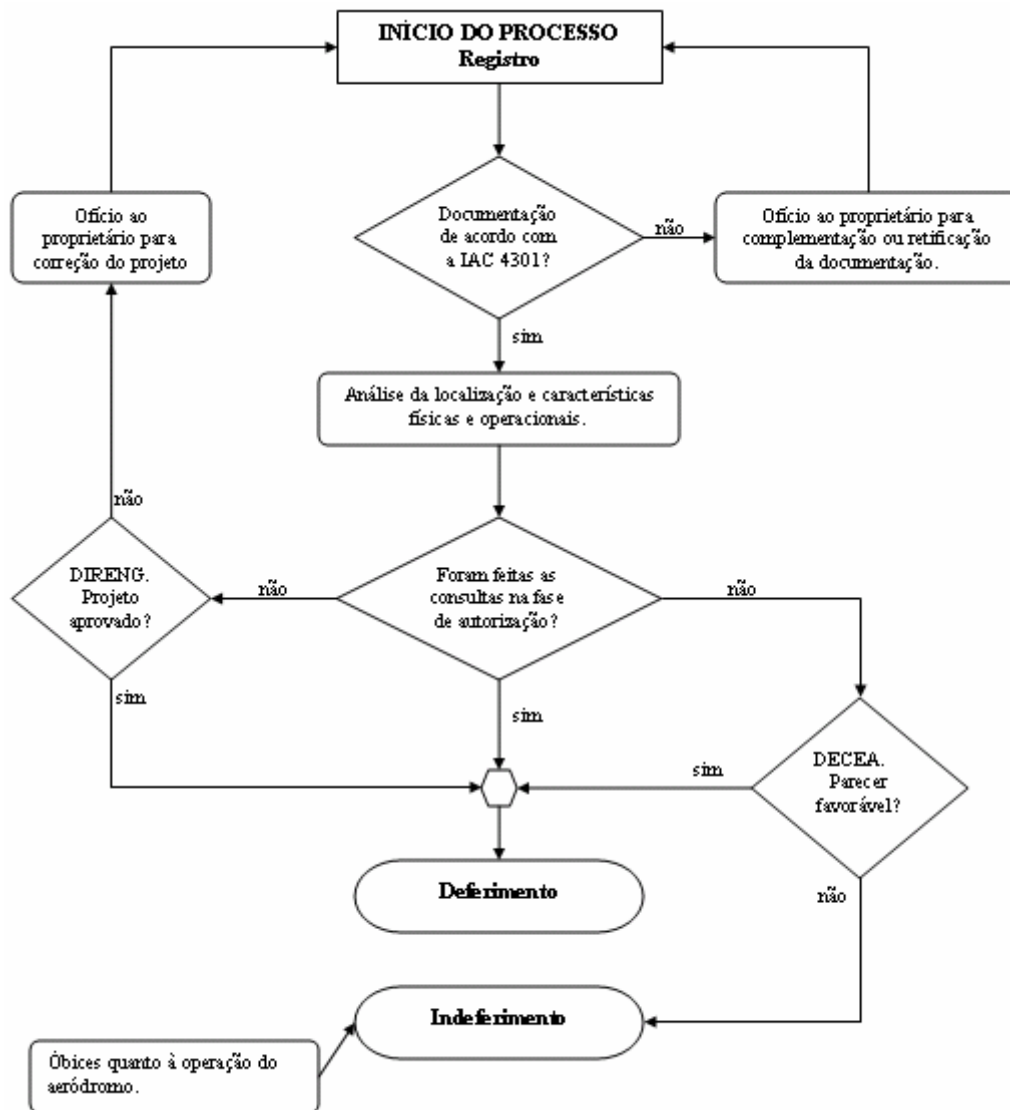 INÍCIO DO PROCESSO
Registro
Ofício ao
proprietário para
correção do projeto
Documentação
de acordo com
a IAC 4301?
não
Ofício ao proprietário para
complementação ou retificação
da documentação.
sim
Análise da localização e características
físicas e operacionais.
não
DIRENG.
Projeto
aprovado?
não
Foram feitas as
consultas na fase
de autorização?
não
sim
sim
DECEA.
Parecer
favorável?
sim
não
Deferimento
Indeferimento
Óbices quanto à operação do
aeródromo.